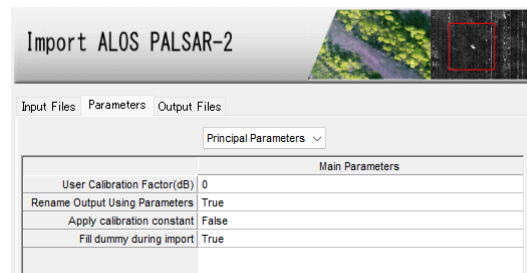 Import ALOS PALSAR-2
Input Files Parameters Output Files
Principal Parameters
Main Parameters
User Calibration Factor(dB) 0
Rename Output Using Parameters True
Apply calibration constant False
Fill dummy during import True